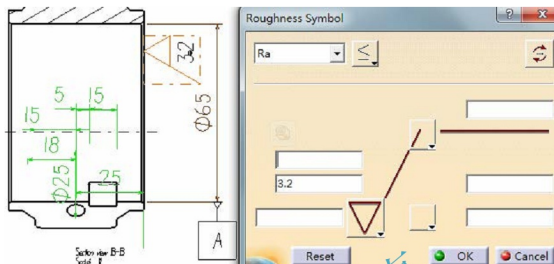 3.2
5 15
15
18
Φ25
25
Φ65
A
Section view B-B
Roughness Symbol
Ra
≤
3.2
Reset
OK
Cancel